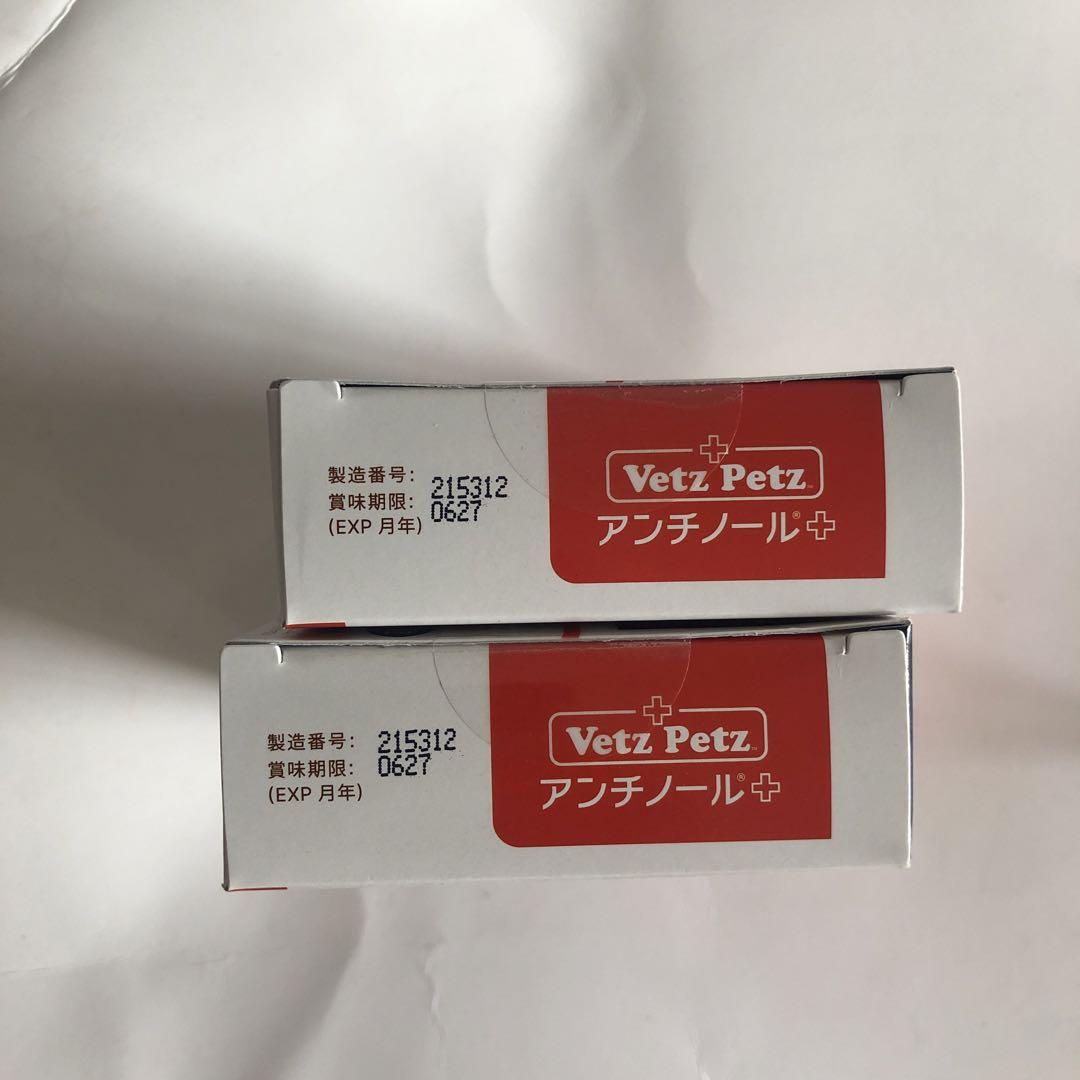 製造番号: 215312
賞味期限: 0627
(EXP 月年)
Vetz Petz™
アンチノール®+
製造番号: 215312
賞味期限: 0627
(EXP 月年)
Vetz Petz™
アンチノール®+